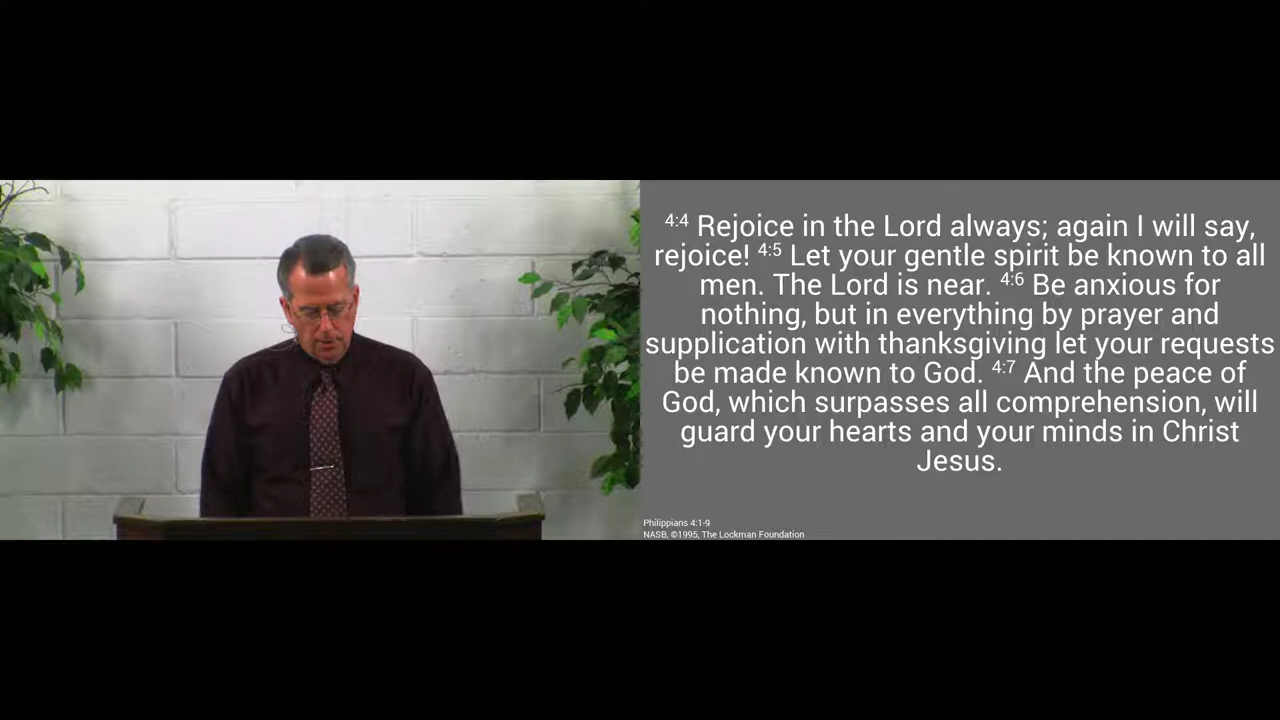 4:4 Rejoice in the Lord always; again I will say,
rejoice! 4:5 Let your gentle spirit be known to all
men. The Lord is near. 4:6 Be anxious for
nothing, but in everything by prayer and
supplication with thanksgiving let your requests
be made known to God. 4:7 And the peace of
God, which surpasses all comprehension, will
guard your hearts and your minds in Christ
Jesus.
Philippians 4:1-9
NASB, ©1995, The Lockman Foundation